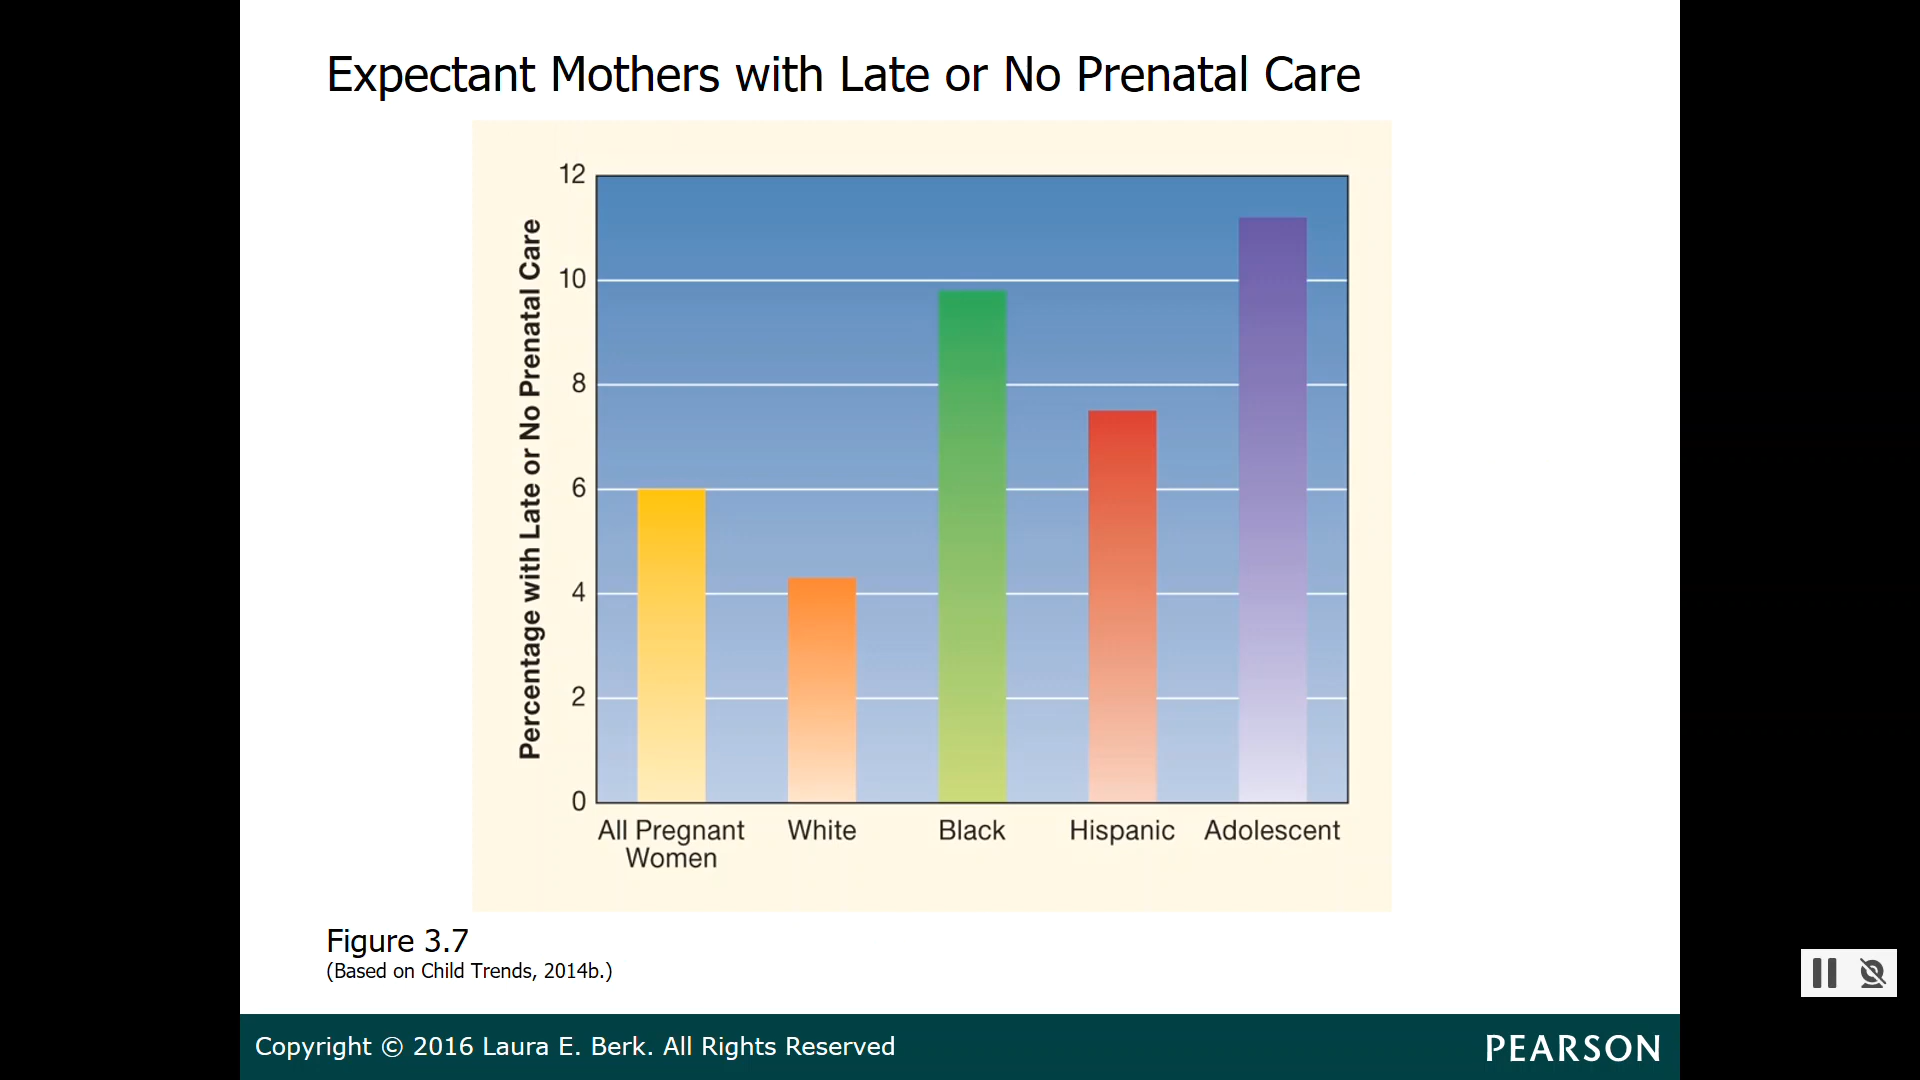 Expectant Mothers with Late or No Prenatal Care
Percentage with Late or No Prenatal Care
12
10
8
6
4
2
0
All Pregnant
Women
White
Black
Hispanic
Adolescent
Figure 3.7
(Based on Child Trends, 2014b.)
Copyright © 2016 Laura E. Berk. All Rights Reserved
PEARSON